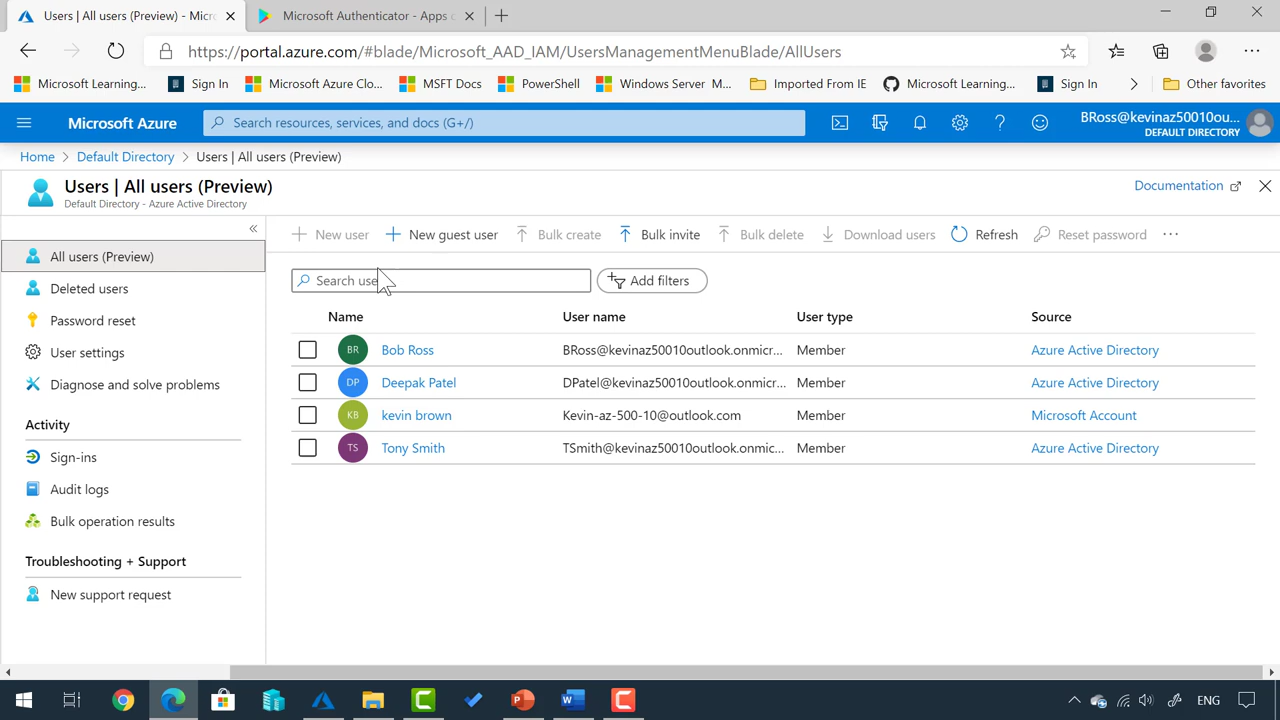 Users | All users (Preview) - Micr
Microsoft Authenticator - Apps o
https://portal.azure.com/#blade/Microsoft_AAD_IAM/UsersManagementMenuBlade/AllUsers
Microsoft Learning... Sign In Microsoft Azure Clo... MSFT Docs PowerShell Windows Server M... Imported From IE Microsoft Learning... Sign In Other favorites
Microsoft Azure
Search resources, services, and docs (G+/)
BRoss@kevinaz50010ou...
DEFAULT DIRECTORY
Home > Default Directory > Users | All users (Preview)
Users | All users (Preview)
Default Directory - Azure Active Directory
Documentation
«
All users (Preview)
Deleted users
Password reset
User settings
Diagnose and solve problems
Activity
Sign-ins
Audit logs
Bulk operation results
Troubleshooting + Support
New support request
New user New guest user Bulk create Bulk invite Bulk delete Download users Refresh Reset password ...
Search use
Add filters
Name User name User type Source
BR Bob Ross BRoss@kevinaz50010outlook.onmicr... Member Azure Active Directory
DP Deepak Patel DPatel@kevinaz50010outlook.onmicr... Member Azure Active Directory
KB kevin brown Kevin-az-500-10@outlook.com Member Microsoft Account
TS Tony Smith TSmith@kevinaz50010outlook.onmic... Member Azure Active Directory
ENG